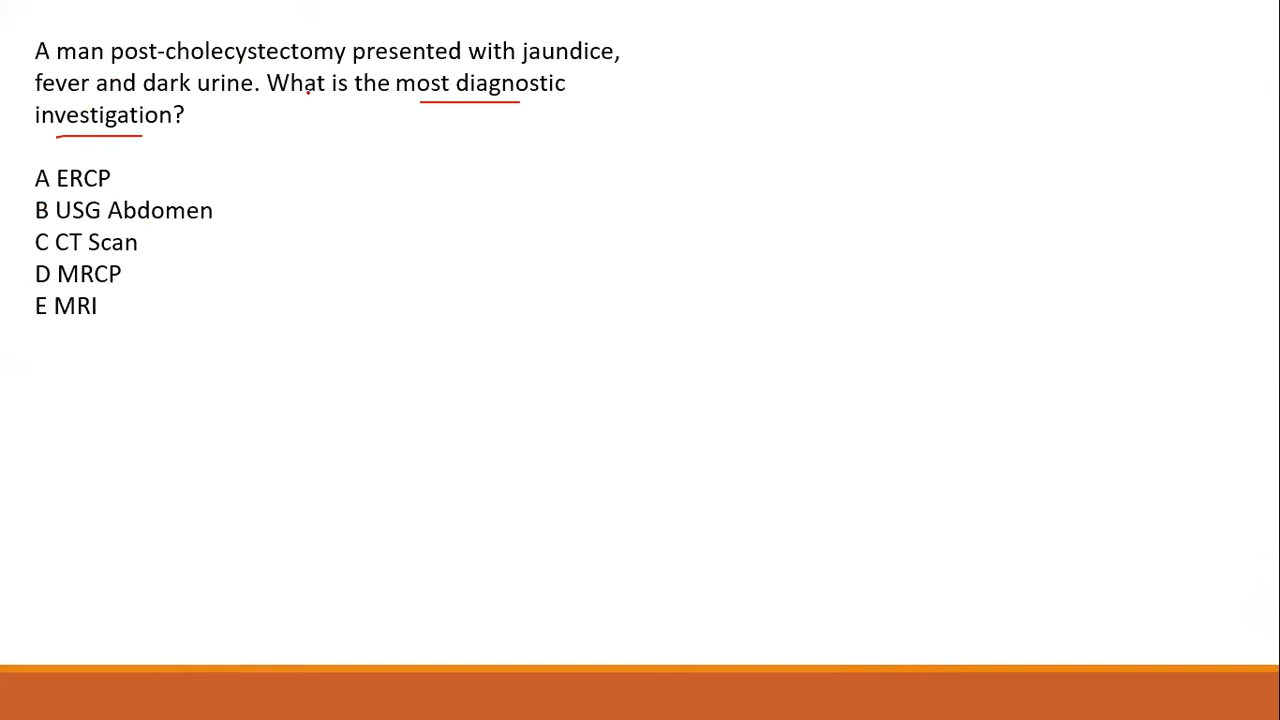 A man post-cholecystectomy presented with jaundice,
fever and dark urine. What is the most diagnostic
investigation?
A ERCP
B USG Abdomen
C CT Scan
D MRCP
E MRI